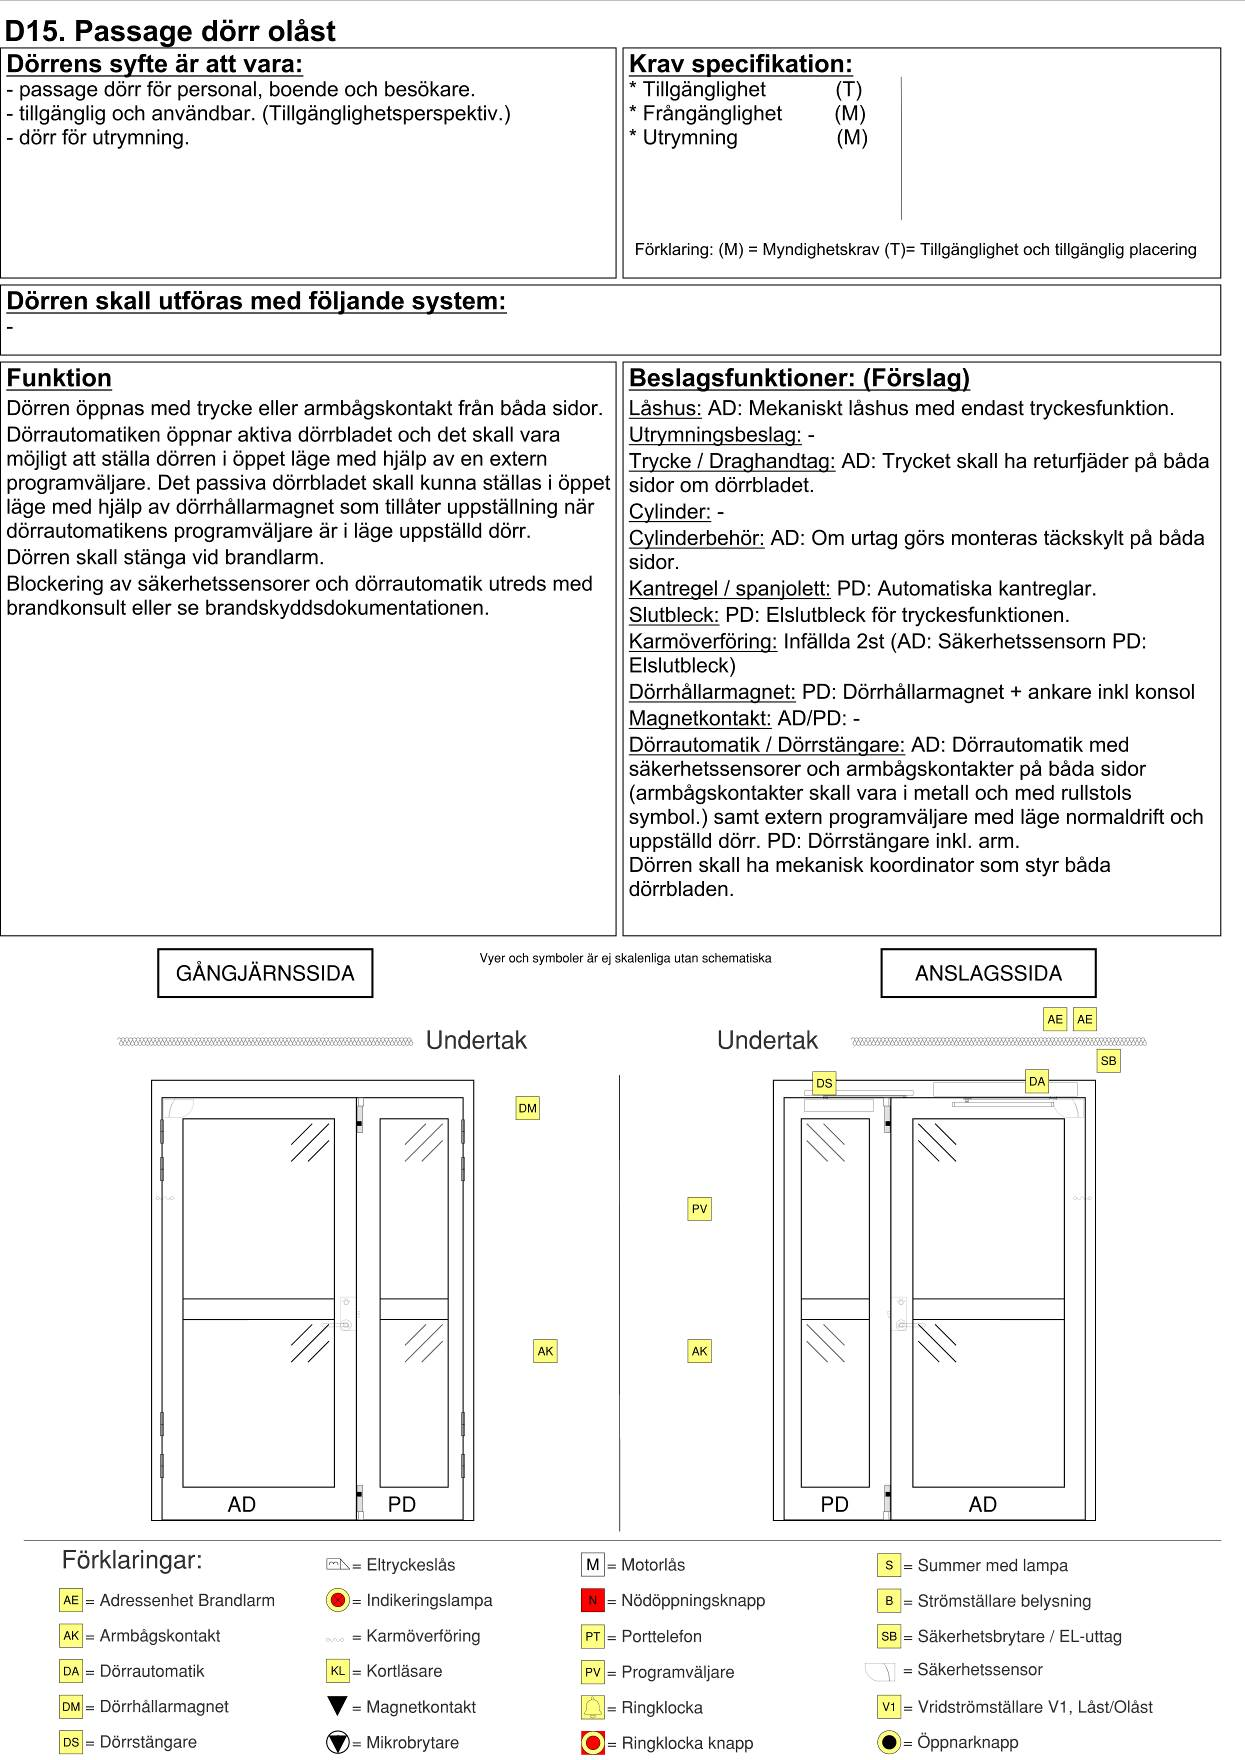 D15. Passage dörr olåst
Dörrens syfte är att vara:
- passage dörr för personal, boende och besökare.
- tillgänglig och användbar. (Tillgänglighetsperspektiv.)
- dörr för utrymning.
Krav specifikation:
* Tillgänglighet (T)
* Frångänglighet (M)
* Utrymning (M)
Förklaring: (M) = Myndighetskrav (T)= Tillgänglighet och tillgänglig placering
Dörren skall utföras med följande system:
-
Funktion
Dörren öppnas med trycke eller armbågskontakt från båda sidor.
Dörrautomatiken öppnar aktiva dörrbladet och det skall vara
möjligt att ställa dörren i öppet läge med hjälp av en extern
programväljare. Det passiva dörrbladet skall kunna ställas i öppet
läge med hjälp av dörrhållarmagnet som tillåter uppställning när
dörrautomatikens programväljare är i läge uppställd dörr.
Dörren skall stänga vid brandlarm.
Blockering av säkerhetssensorer och dörrautomatik utreds med
brandkonsult eller se brandskyddsdokumentationen.
Beslagsfunktioner: (Förslag)
Låshus: AD: Mekaniskt låshus med endast tryckesfunktion.
Utrymningsbeslag: -
Trycke / Draghandtag: AD: Trycket skall ha returfjäder på båda
sidor om dörrbladet.
Cylinder: -
Cylinderbehör: AD: Om urtag görs monteras täckskylt på båda
sidor.
Kantregel / spanjolett: PD: Automatiska kantreglar.
Slutbleck: PD: Elslutbleck för tryckesfunktionen.
Karmöverföring: Infällda 2st (AD: Säkerhetssensorn PD:
Elslutbleck)
Dörrhållarmagnet: PD: Dörrhållarmagnet + ankare inkl konsol
Magnetkontakt: AD/PD: -
Dörrautomatik / Dörrstängare: AD: Dörrautomatik med
säkerhetssensorer och armbågskontakter på båda sidor
(armbågskontakter skall vara i metall och med rullstols
symbol.) samt extern programväljare med läge normaldrift och
uppställd dörr. PD: Dörrstängare inkl. arm.
Dörren skall ha mekanisk koordinator som styr båda
dörrbladen.
GÅNGJÄRNSSIDA
Vyer och symboler är ej skalenliga utan schematiska
ANSLAGSSIDA
AE AE
Undertak
Undertak
SB
DS
DA
DM
PV
AK
AK
AD
PD
PD
AD
Förklaringar:
AE = Adressenhet Brandlarm
AK = Armbågskontakt
DA = Dörrautomatik
DM = Dörrhållarmagnet
DS = Dörrstängare
= Eltryckeslås
= Indikeringslampa
= Karmöverföring
KL = Kortläsare
= Magnetkontakt
= Mikrobrytare
M = Motorlås
N = Nödöppningsknapp
PT = Porttelefon
PV = Programväljare
= Ringklocka
= Ringklocka knapp
S = Summer med lampa
B = Strömställare belysning
SB = Säkerhetsbrytare / EL-uttag
= Säkerhetssensor
V1 = Vridströmställare V1, Låst/Olåst
= Öppnarknapp